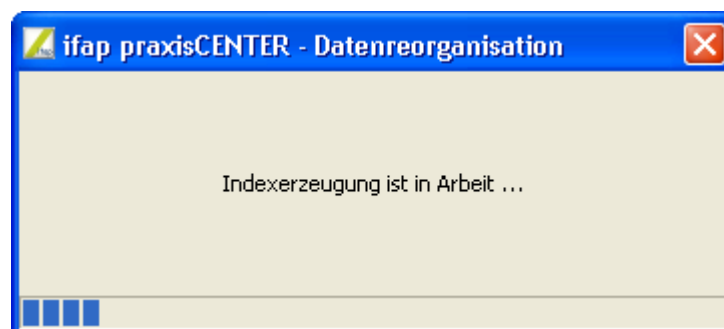 ifap praxisCENTER - Datenreorganisation
Indexerzeugung ist in Arbeit ...